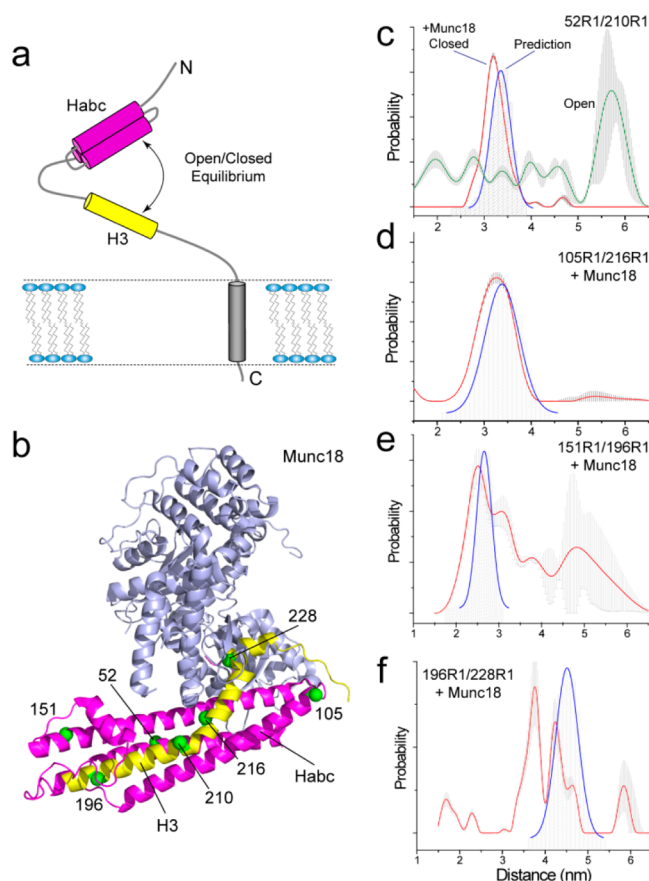 a
N
Habc
Open/Closed
Equilibrium
H3
C
b
Munc18
228
52
151
105
216
Habc
196
210
H3
c
52R1/210R1
+Munc18
Closed
Prediction
Open
Probability
2 3 4 5 6
d
105R1/216R1
+ Munc18
Probability
1 2 3 4 5 6
e
151R1/196R1
+ Munc18
Probability
1 2 3 4 5 6
f
196R1/228R1
+ Munc18
Probability
1 2 3 4 5 6
Distance (nm)